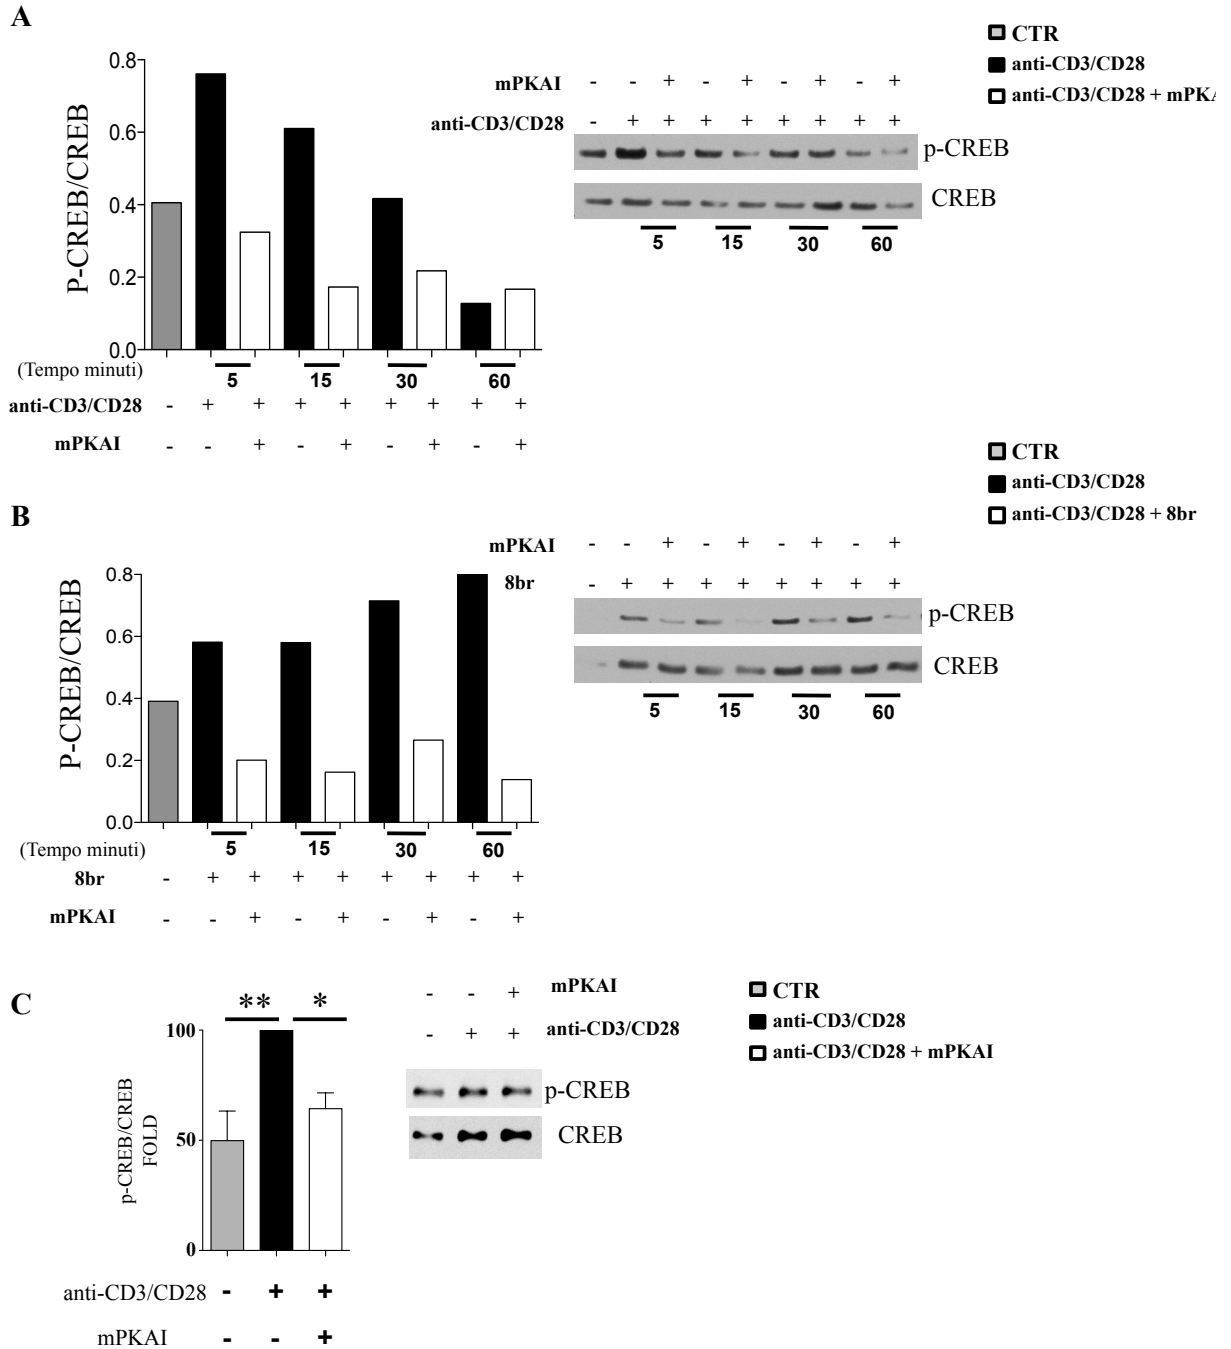 A
CTR
anti-CD3/CD28
anti-CD3/CD28 + mPKA
P-CREB/CREB
0.8
0.6
0.4
0.2
0.0
(Tempo minuti)
5 15 30 60
anti-CD3/CD28 - + + + + + + + +
mPKAI - - + - + - + - +
mPKAI - - + - + - + - +
anti-CD3/CD28 - + + + + + + + +
p-CREB
CREB
5 15 30 60
B
CTR
anti-CD3/CD28
anti-CD3/CD28 + 8br
P-CREB/CREB
0.8
0.6
0.4
0.2
0.0
(Tempo minuti)
5 15 30 60
8br - + + + + + + + +
mPKAI - - + - + - + - +
mPKAI - - + - + - + - +
8br - + + + + + + + +
p-CREB
CREB
5 15 30 60
C
** *
p-CREB/CREB
FOLD
100
50
0
anti-CD3/CD28 - + +
mPKAI - - +
- - + mPKAI
- + + anti-CD3/CD28
p-CREB
CREB
CTR
anti-CD3/CD28
anti-CD3/CD28 + mPKAI